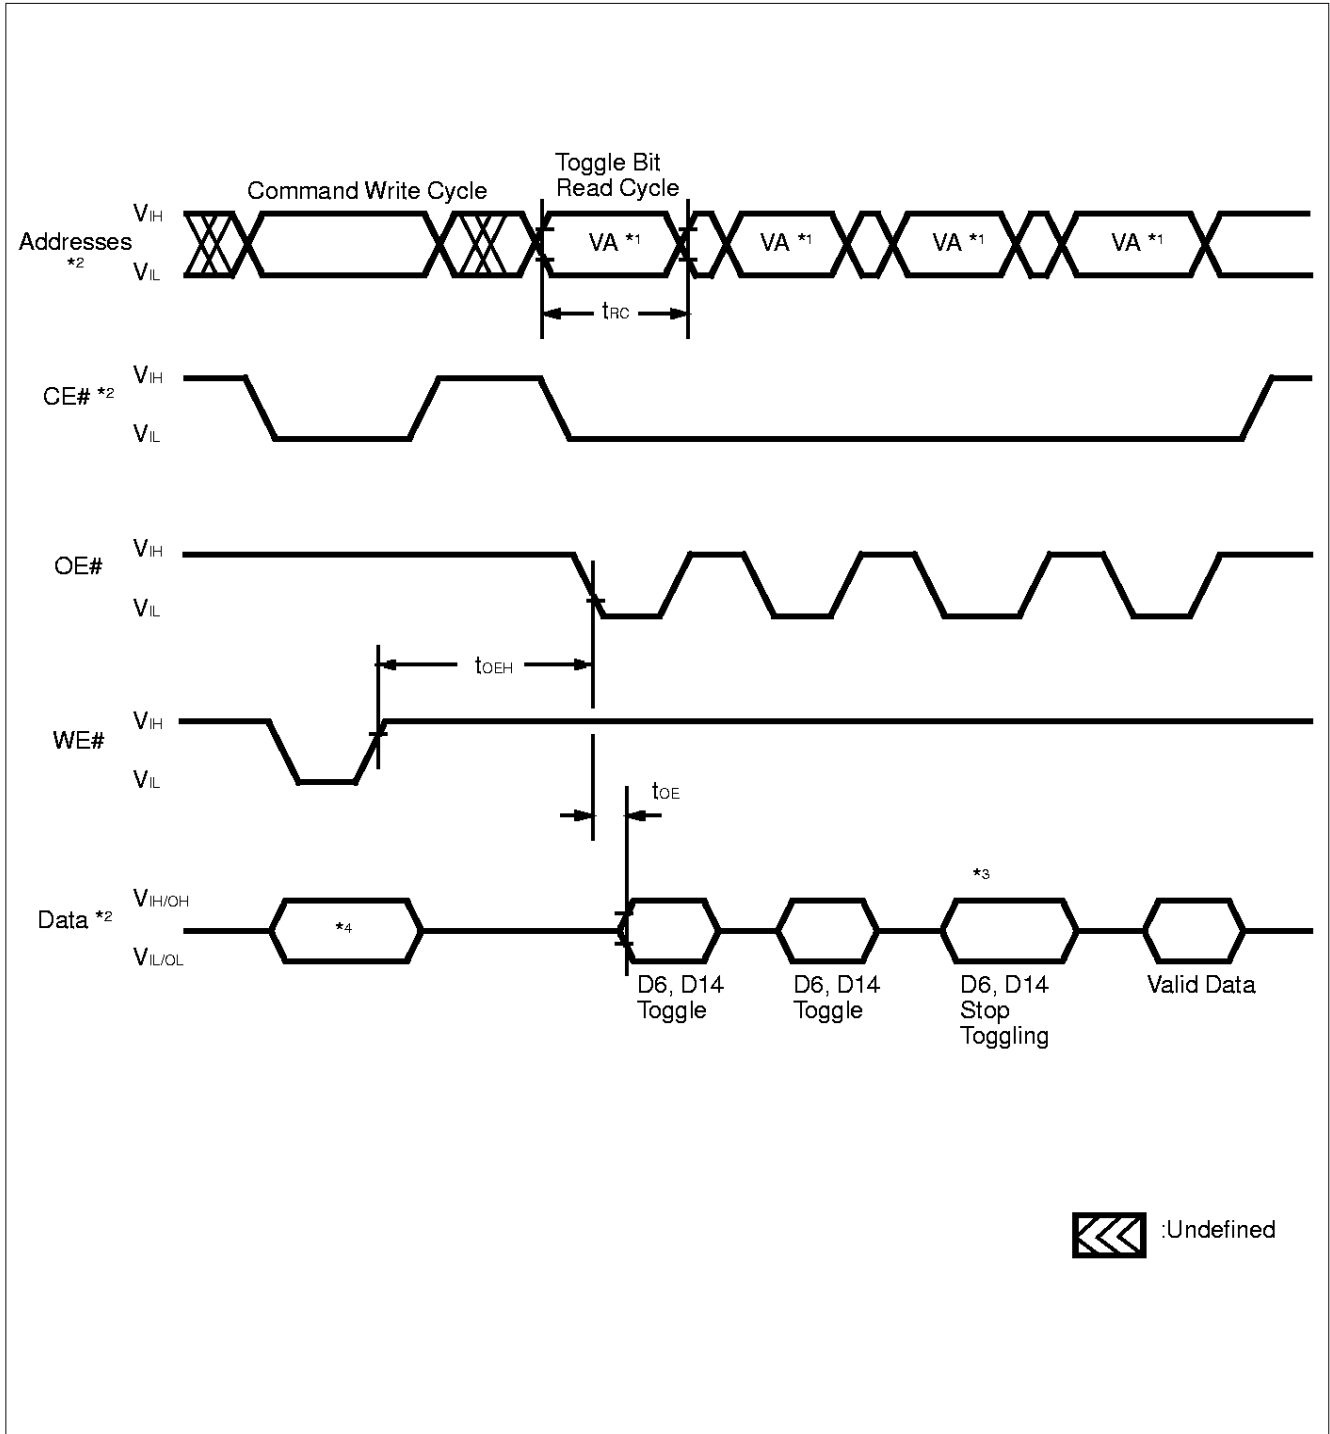 Toggle Bit
Read Cycle
Command Write Cycle
VIH
Addresses
*2
VIL
VA *1
VA *1
VA *1
VA *1
tRC
VIH
CE# *2
VIL
VIH
OE#
VIL
tOEH
VIH
WE#
VIL
tOE
*3
VIH/OH
Data *2
*4
VIL/OL
D6, D14
Toggle
D6, D14
Toggle
D6, D14
Stop
Toggling
Valid Data
:Undefined